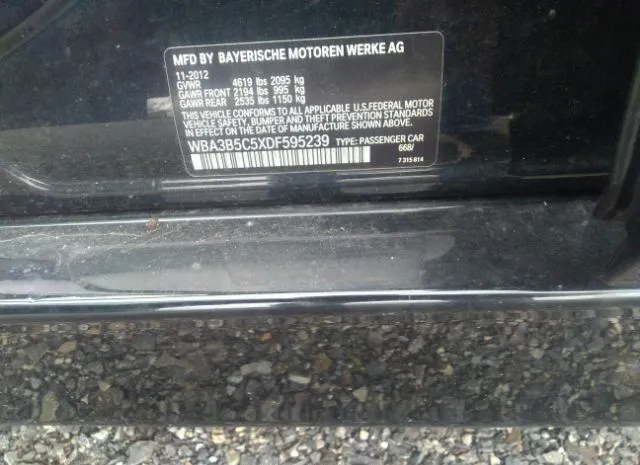 MFD BY BAYERISCHE MOTOREN WERKE AG
11-2012
GVWR 4619 lbs 2095 kg
GAWR FRONT 2194 lbs 995 kg
GAWR REAR 2535 lbs 1150 kg
THIS VEHICLE CONFORMS TO ALL APPLICABLE U.S.FEDERAL MOTOR
VEHICLE SAFETY, BUMPER, AND THEFT PREVENTION STANDARDS
IN EFFECT ON THE DATE OF MANUFACTURE SHOWN ABOVE.
WBA3B5C5XDF595239 TYPE: PASSENGER CAR
668/
7 315 814